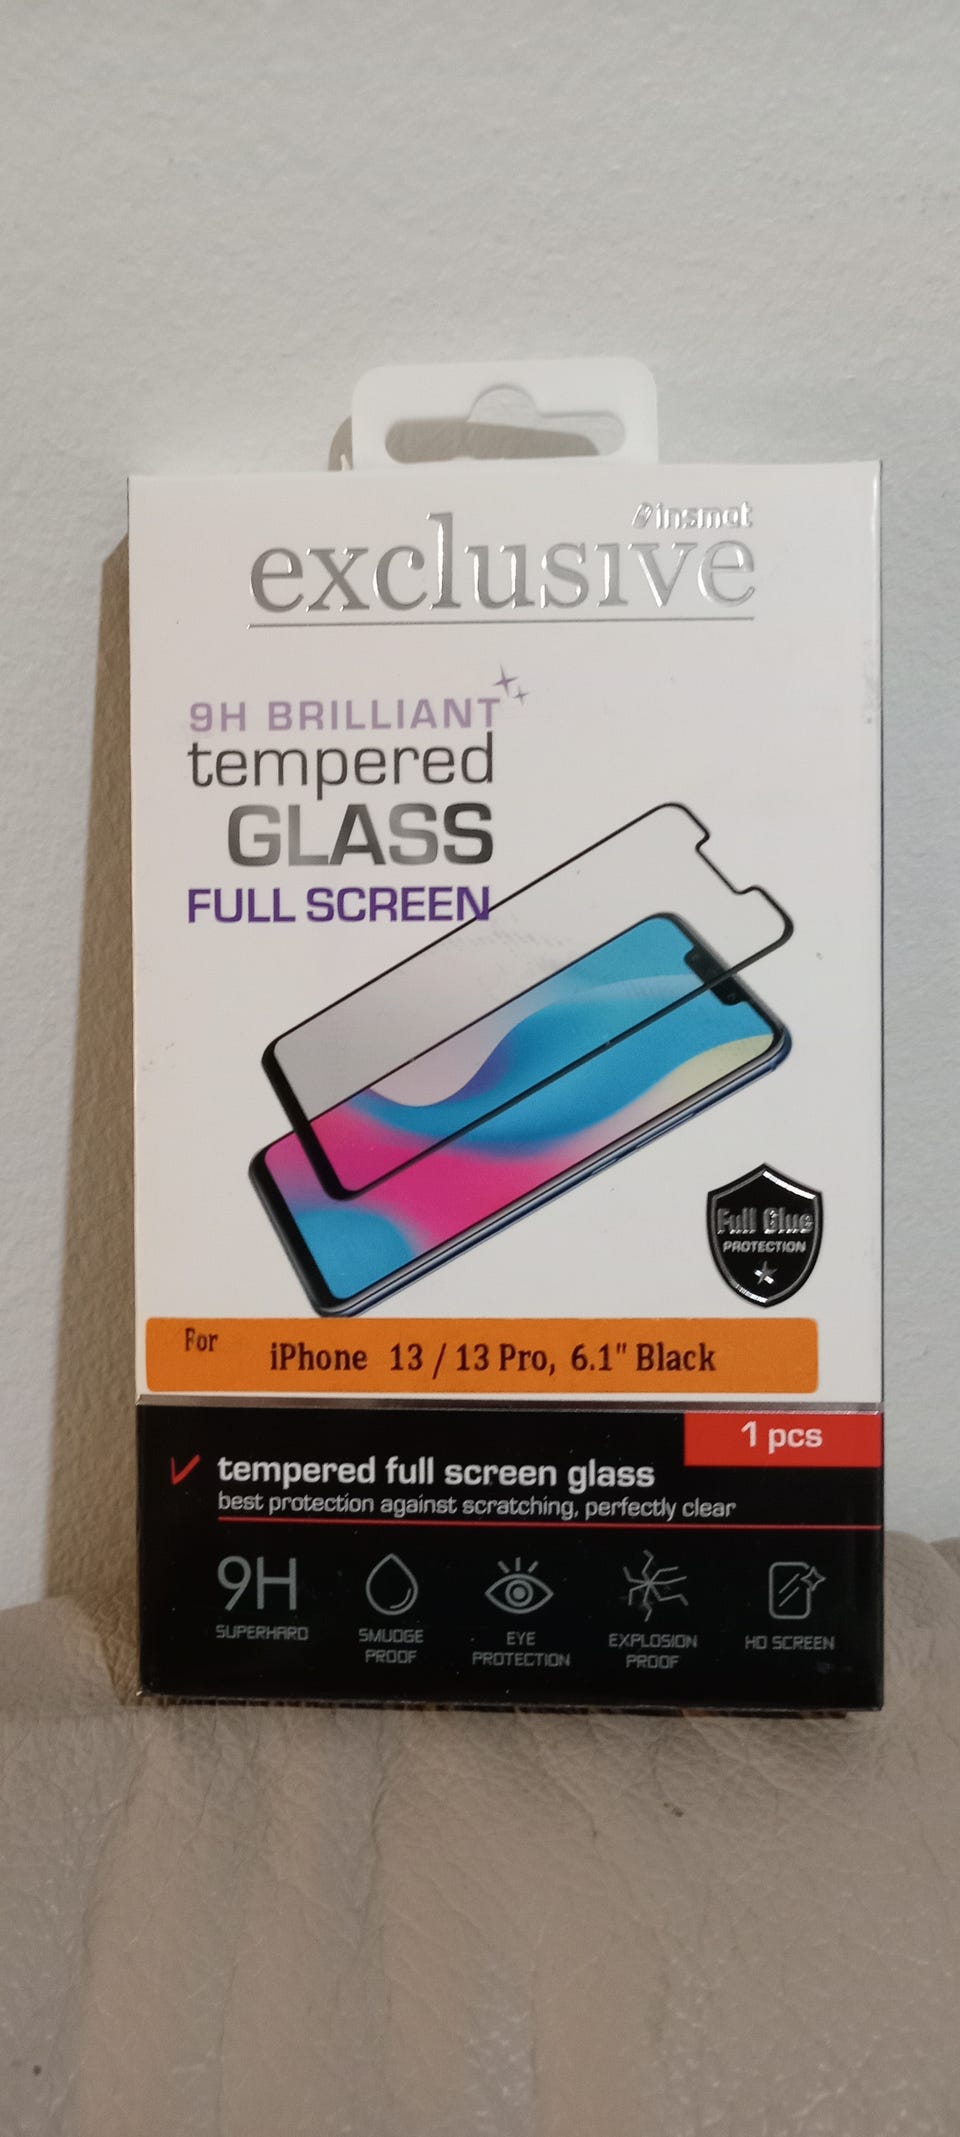 insmat
exclusive
9H BRILLIANT
tempered
GLASS
FULL SCREEN
Full Glue
PROTECTION
For iPhone 13 / 13 Pro, 6.1" Black
1 pcs
tempered full screen glass
best protection against scratching, perfectly clear
9H
SUPERHARD
SMUDGE
PROOF
EYE
PROTECTION
EXPLOSION
PROOF
HD SCREEN